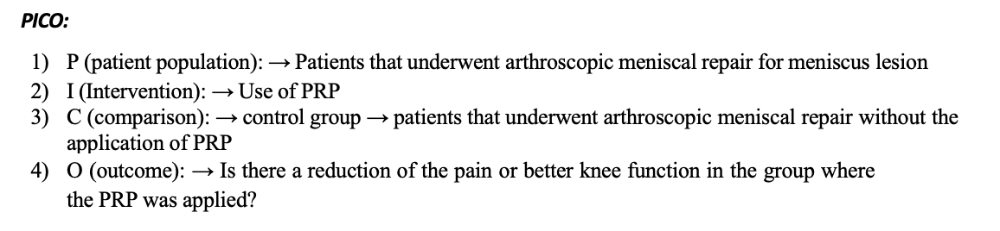 PICO:
1) P (patient population): → Patients that underwent arthroscopic meniscal repair for meniscus lesion
2) I (Intervention): → Use of PRP
3) C (comparison): → control group → patients that underwent arthroscopic meniscal repair without the
application of PRP
4) O (outcome): → Is there a reduction of the pain or better knee function in the group where
the PRP was applied?